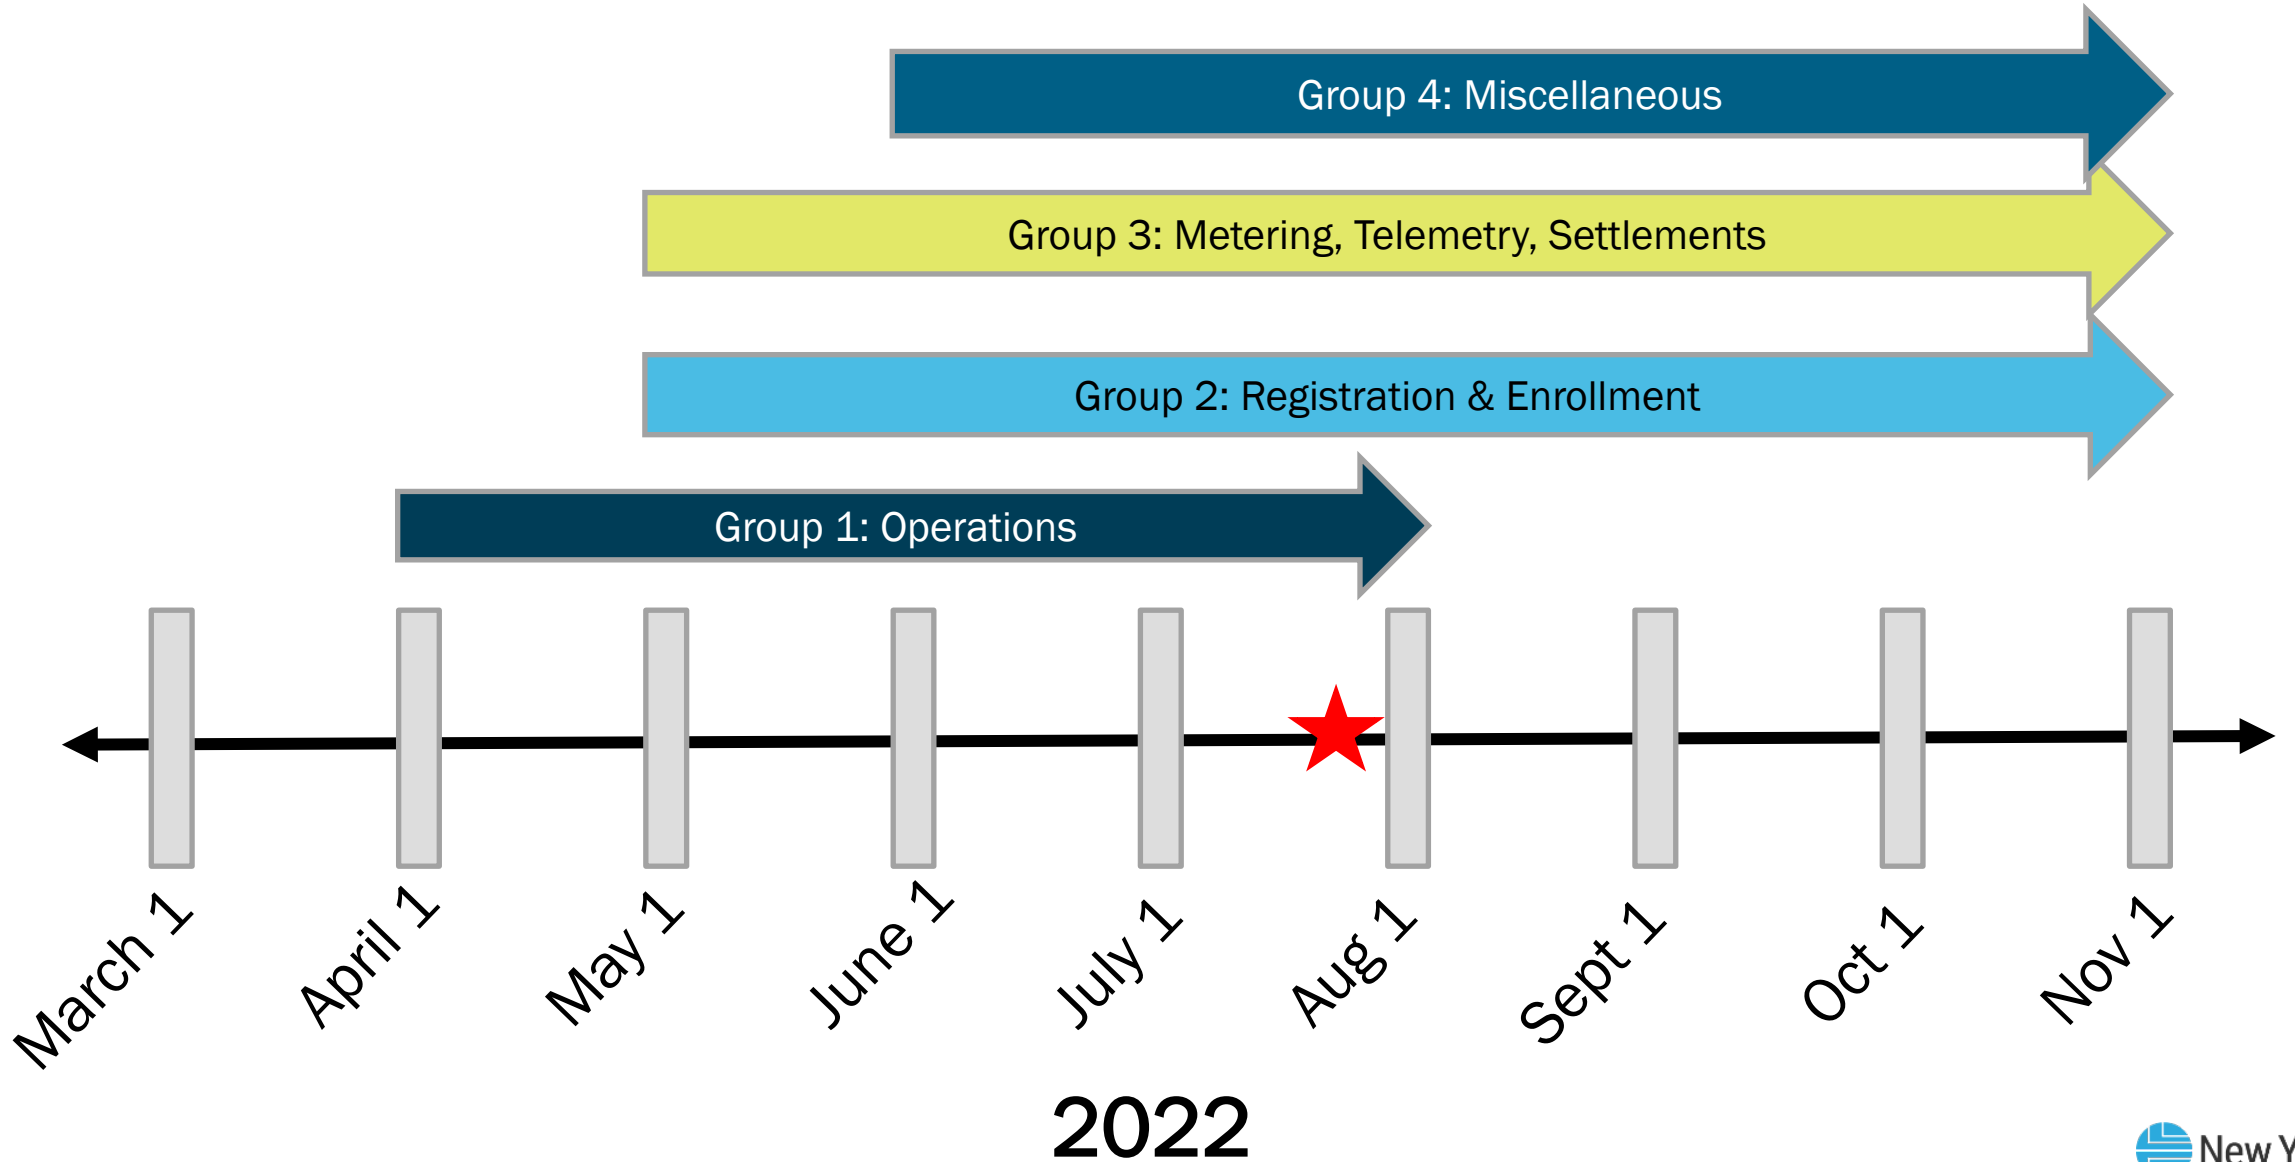 Group 4: Miscellaneous
Group 3: Metering, Telemetry, Settlements
Group 2: Registration & Enrollment
Group 1: Operations
March 1
April 1
May 1
June 1
July 1
Aug 1
Sept 1
Oct 1
Nov 1
2022
New Y